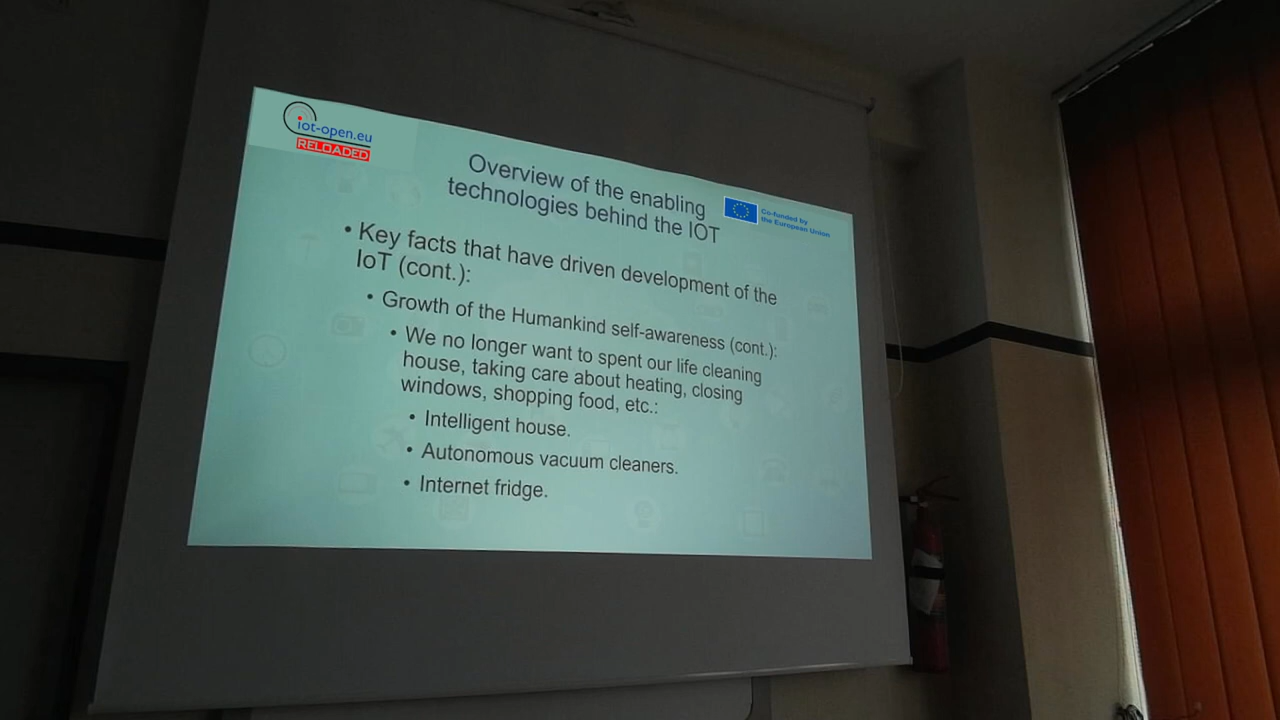 iot-open.eu
RELOADED
Overview of the enabling
technologies behind the IOT
Co-funded by
the European Union
• Key facts that have driven development of the
IoT (cont.):
• Growth of the Humankind self-awareness (cont.):
• We no longer want to spent our life cleaning
house, taking care about heating, closing
windows, shopping food, etc.:
• Intelligent house.
• Autonomous vacuum cleaners.
• Internet fridge.